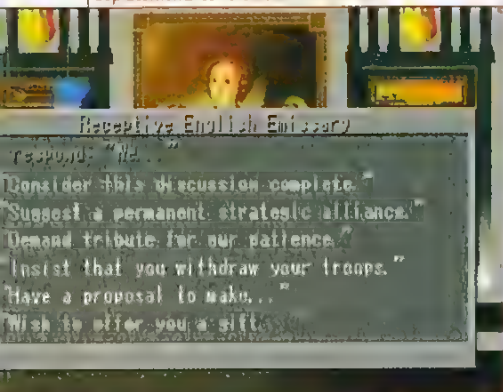 Receptive English Emissary
respond: "We..."
Consider this discussion complete."
Suggest a permanent strategic alliance."
Demand tribute for our patience."
Insist that you withdraw your troops."
Have a proposal to make..."
Wish to offer you a gift